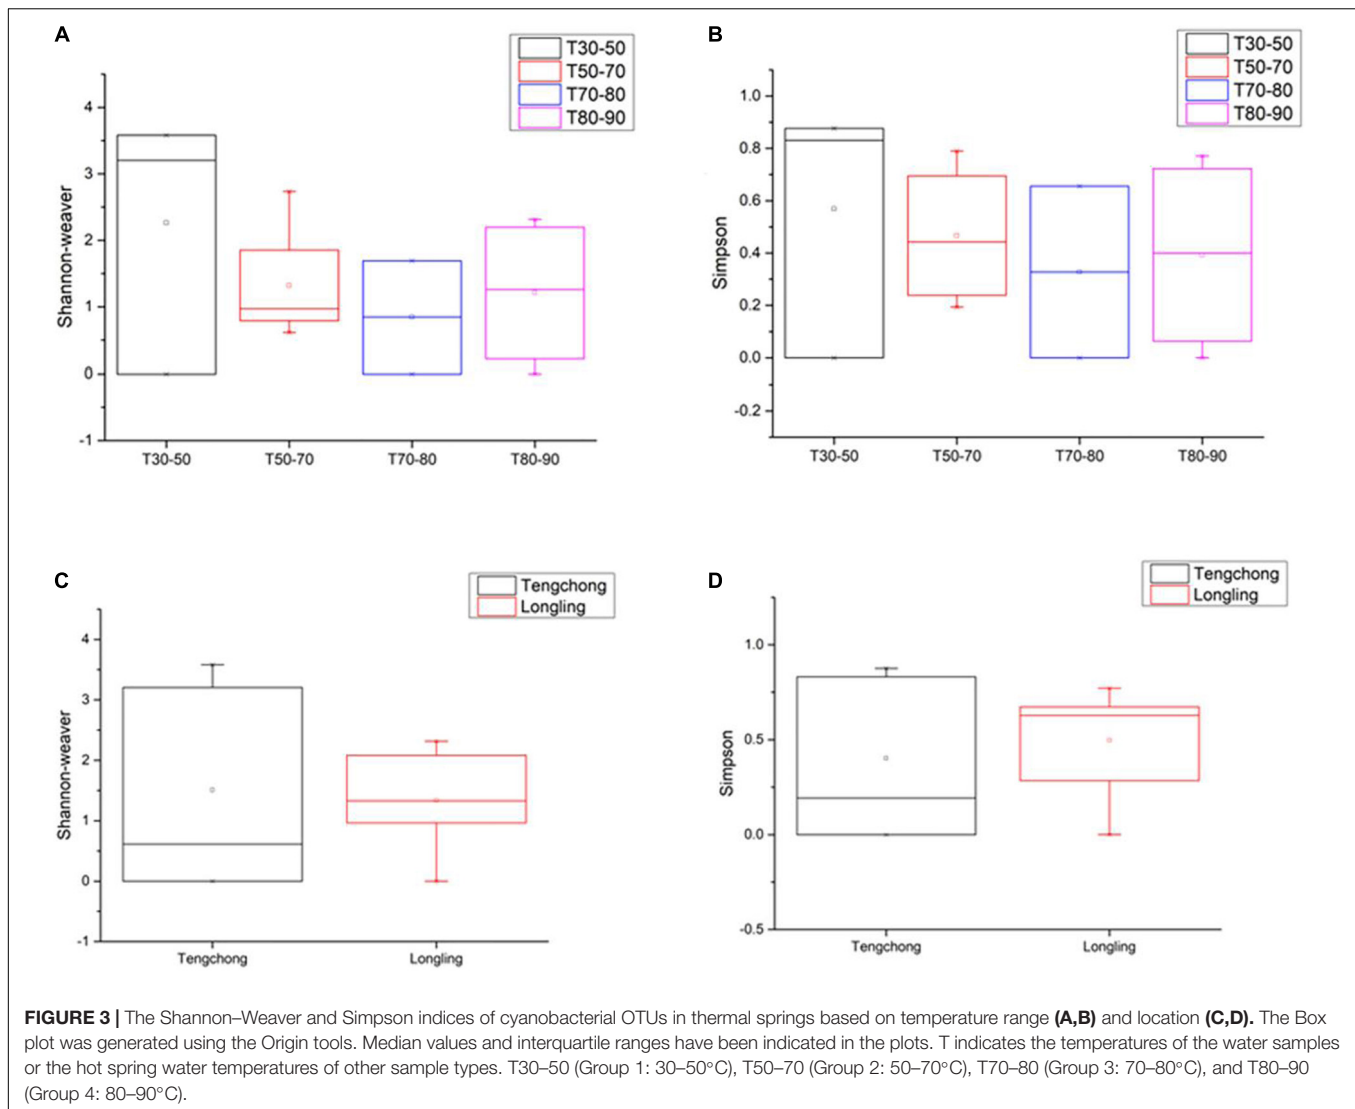 A
T30-50
T50-70
T70-80
T80-90
Shannon-weaver
4
3
2
1
0
-1
T30-50
T50-70
T70-80
T80-90
B
T30-50
T50-70
T70-80
T80-90
Simpson
1.0
0.8
0.6
0.4
0.2
0.0
-0.2
T30-50
T50-70
T70-80
T80-90
C
Tengchong
Longling
Shannon-weaver
4
3
2
1
0
-1
Tengchong
Longling
D
Tengchong
Longling
Simpson
1.0
0.5
0.0
-0.5
Tengchong
Longling
FIGURE 3 | The Shannon–Weaver and Simpson indices of cyanobacterial OTUs in thermal springs based on temperature range (A,B) and location (C,D). The Box
plot was generated using the Origin tools. Median values and interquartile ranges have been indicated in the plots. T indicates the temperatures of the water samples
or the hot spring water temperatures of other sample types. T30–50 (Group 1: 30–50°C), T50–70 (Group 2: 50–70°C), T70–80 (Group 3: 70–80°C), and T80–90
(Group 4: 80–90°C).